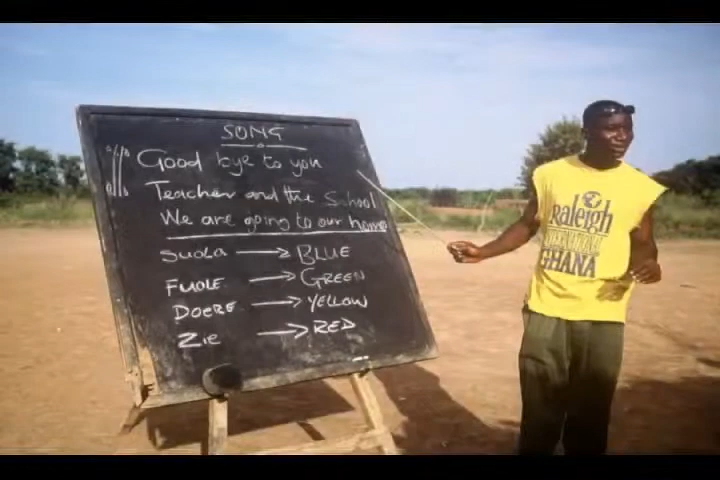 SONG
Good bye to you
Teacher and the School
We are going to our home
SUOLA → BLUE
FUOLE → GREEN
DOERE → YELLOW
ZIE → RED
Raleigh
INTERNATIONAL
GHANA